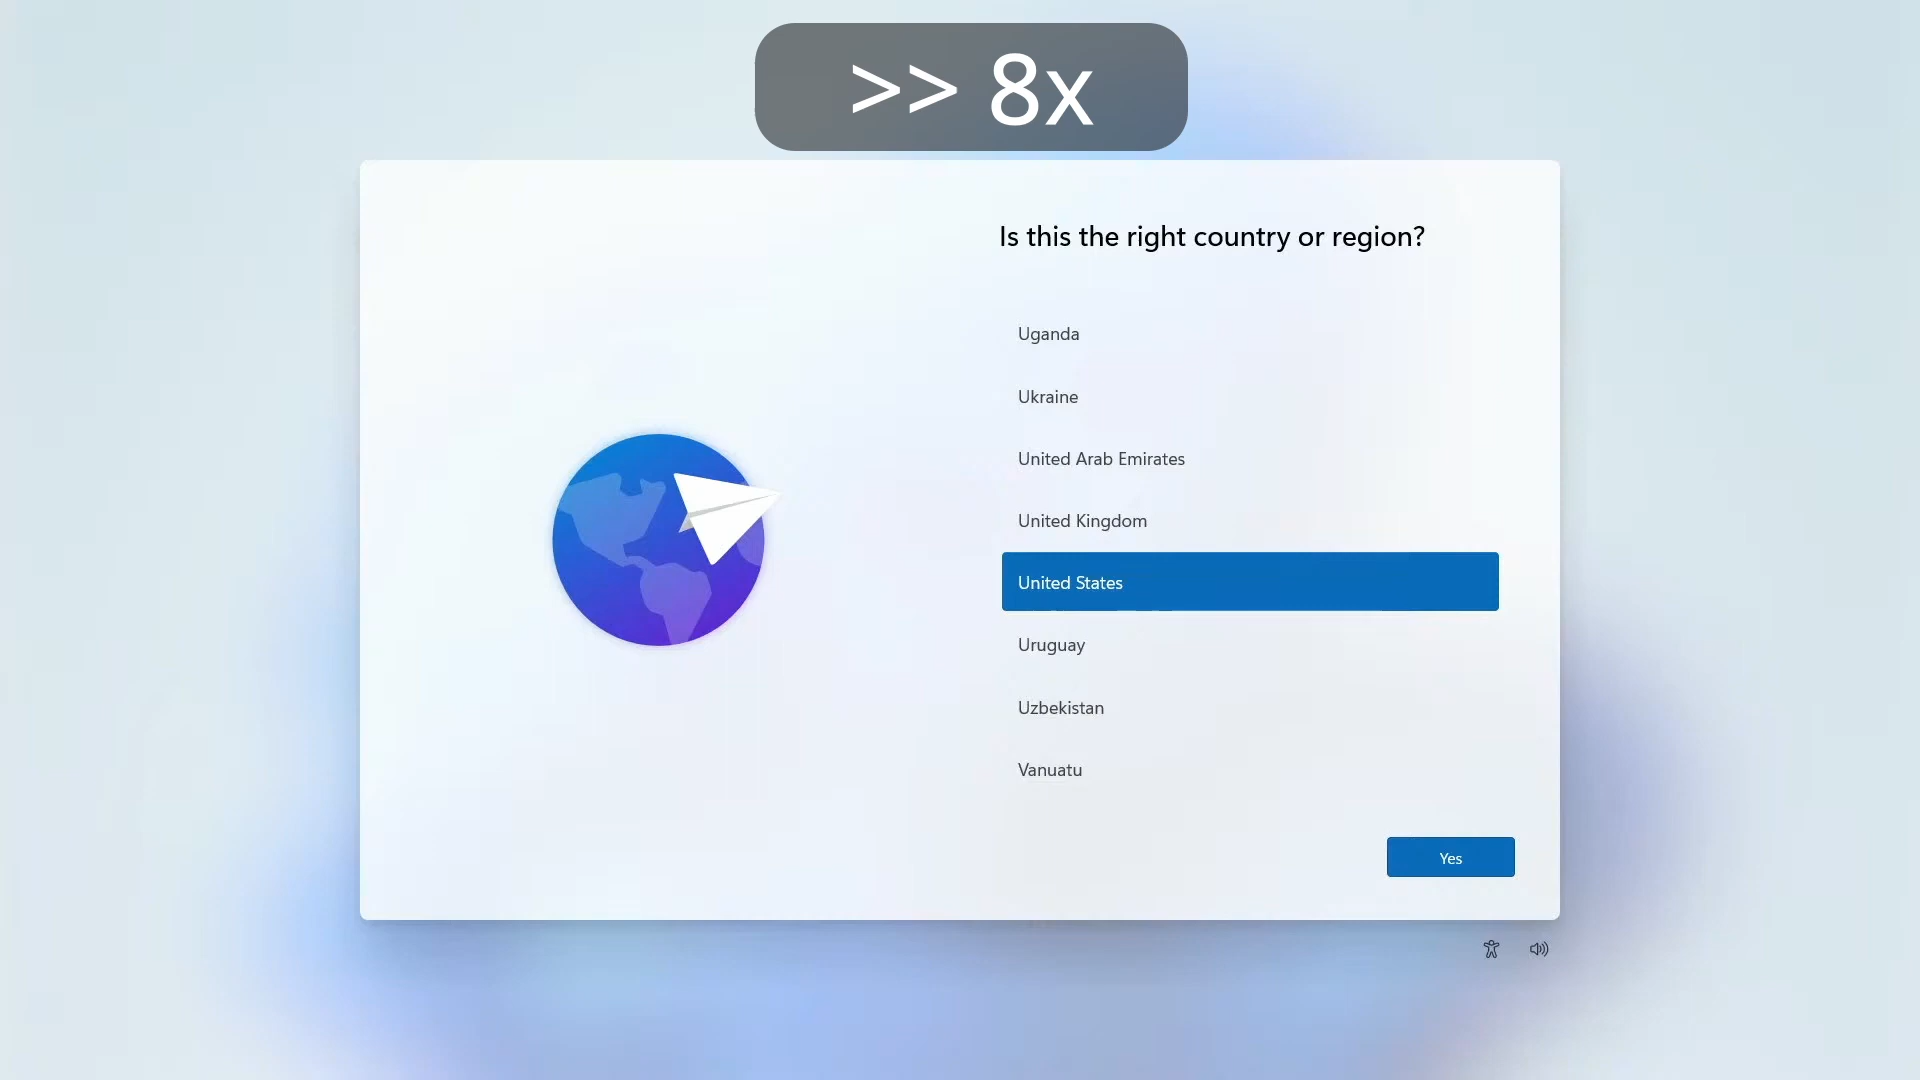 >> 8x
Is this the right country or region?
Uganda
Ukraine
United Arab Emirates
United Kingdom
United States
Uruguay
Uzbekistan
Vanuatu
Yes